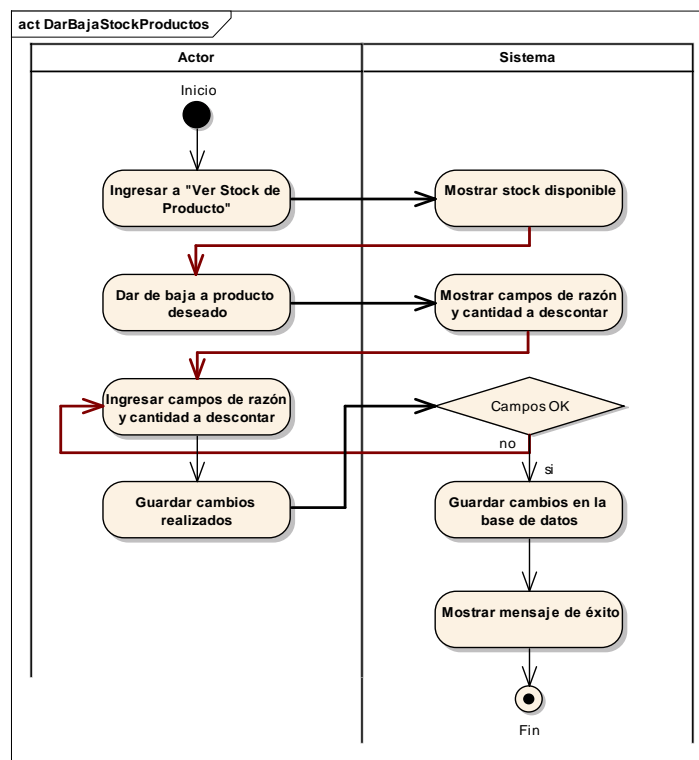 act DarBajaStockProductos
Actor
Sistema
Inicio
Ingresar a "Ver Stock de
Producto"
Mostrar stock disponible
Dar de baja a producto
deseado
Mostrar campos de razón
y cantidad a descontar
Ingresar campos de razón
y cantidad a descontar
Campos OK
no
si
Guardar cambios
realizados
Guardar cambios en la
base de datos
Mostrar mensaje de éxito
Fin